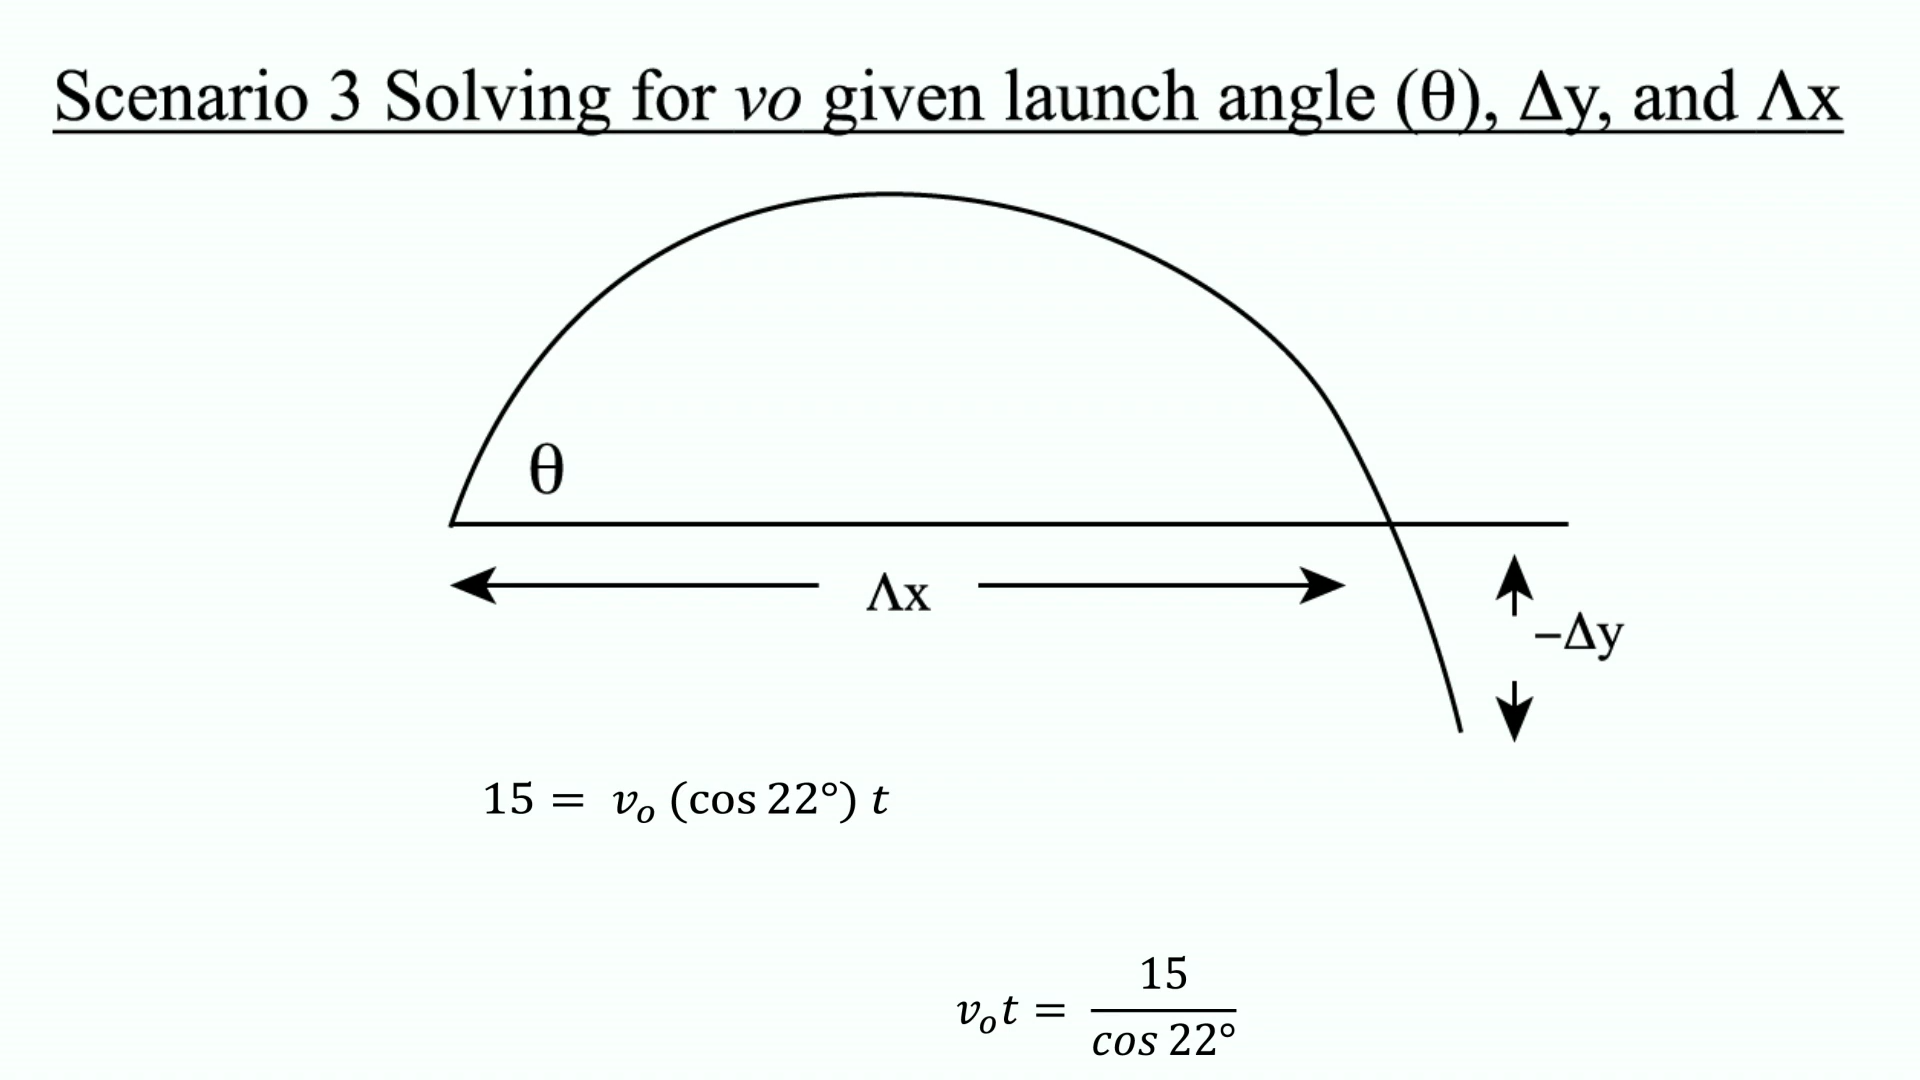 Scenario 3 Solving for vo given launch angle (θ), Δy, and Λx
θ
Λx
−Δy
15 = vₒ (cos 22°) t
vₒt = 15 / cos 22°